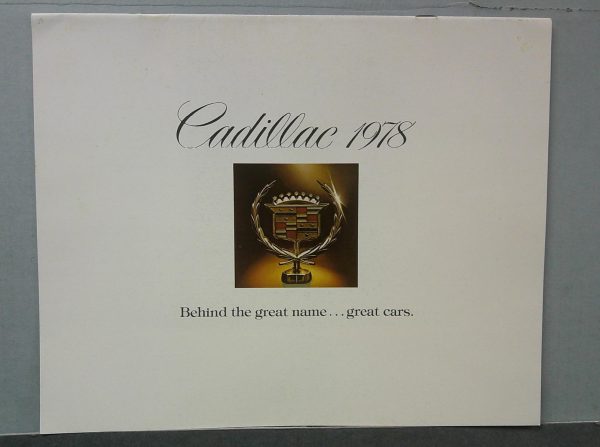 Cadillac 1978
Behind the great name...great cars.